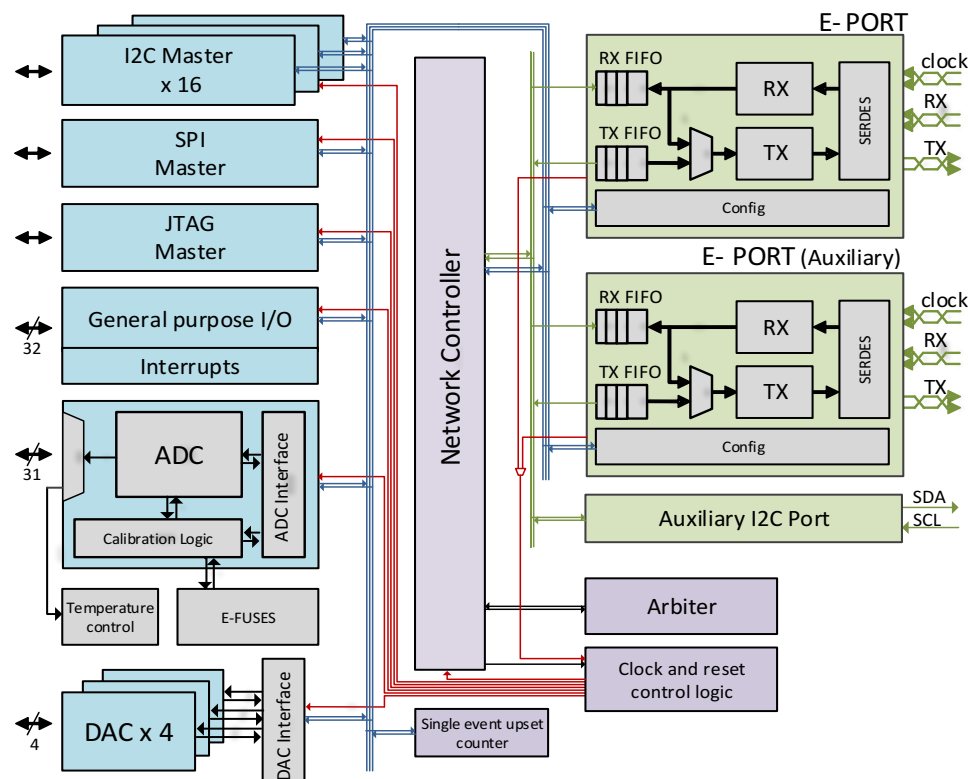 I2C Master
x 16
SPI
Master
JTAG
Master
General purpose I/O
Interrupts
32
ADC
ADC Interface
Calibration Logic
31
Temperature
control
E-FUSES
DAC x 4
DAC Interface
4
Network Controller
Single event upset
counter
E- PORT
RX FIFO
TX FIFO
RX
TX
SERDES
Config
clock
RX
TX
E- PORT (Auxiliary)
RX FIFO
TX FIFO
RX
TX
SERDES
Config
clock
RX
TX
Auxiliary I2C Port
SDA
SCL
Arbiter
Clock and reset
control logic